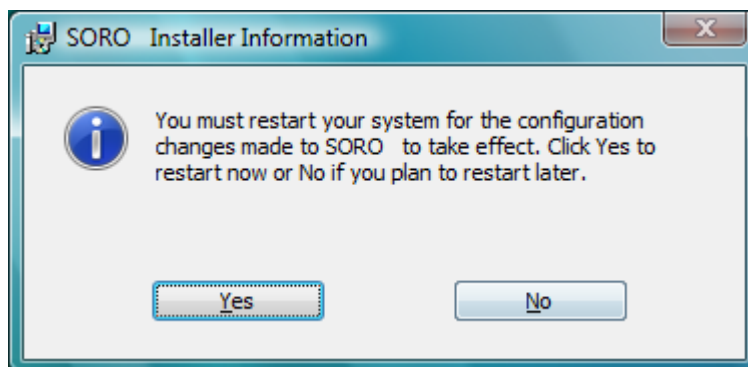 SORO   Installer Information
You must restart your system for the configuration
changes made to SORO   to take effect. Click Yes to
restart now or No if you plan to restart later.
Yes
No